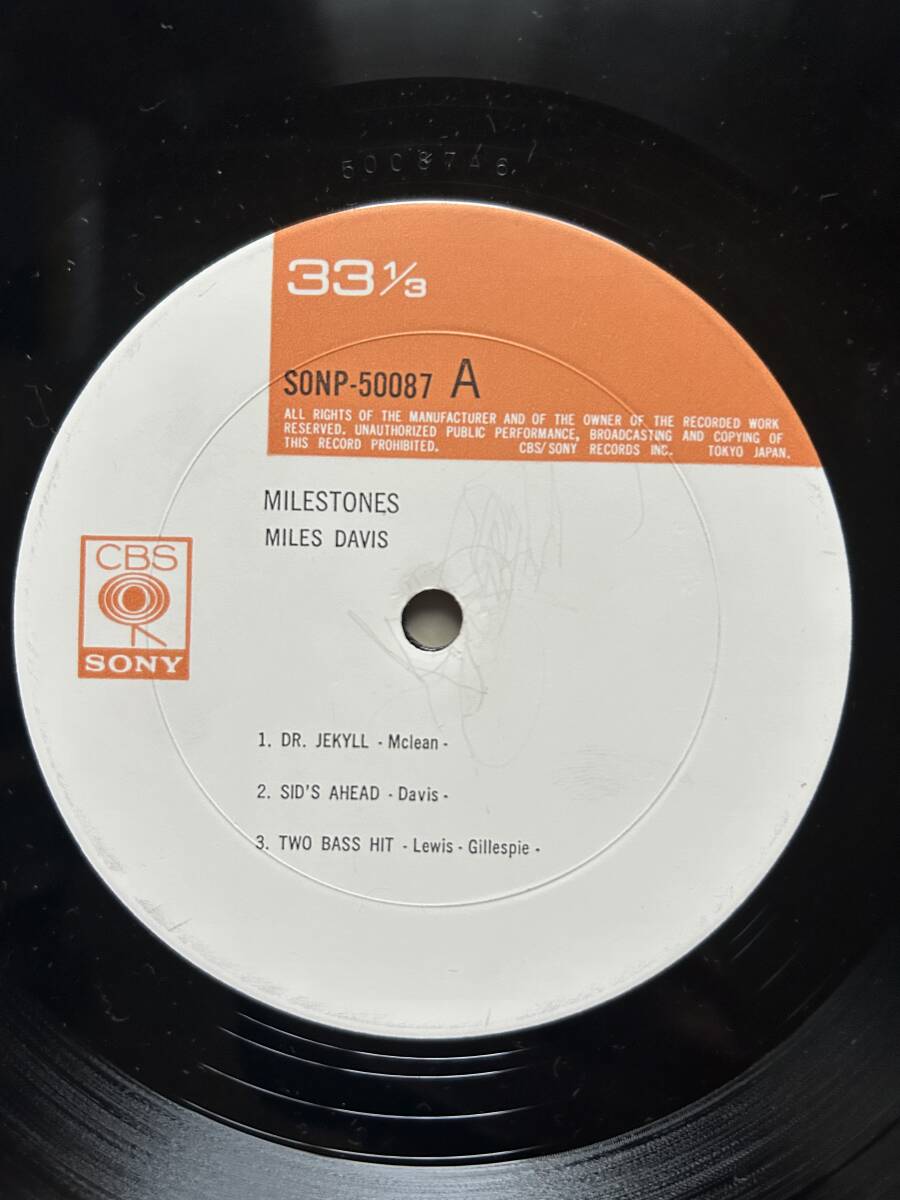 33 1/3
SONP-50087 A
ALL RIGHTS OF THE MANUFACTURER AND OF THE OWNER OF THE RECORDED WORK
RESERVED. UNAUTHORIZED PUBLIC PERFORMANCE, BROADCASTING AND COPYING OF
THIS RECORD PROHIBITED. CBS/SONY RECORDS INC. TOKYO JAPAN.
MILESTONES
MILES DAVIS
CBS
SONY
1. DR. JEKYLL - Mclean -
2. SID'S AHEAD - Davis -
3. TWO BASS HIT - Lewis - Gillespie -